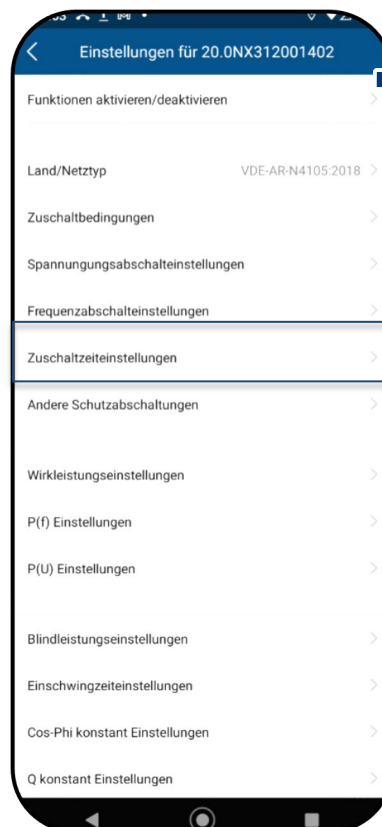 Einstellungen für 20.0NX312001402
Funktionen aktivieren/deaktivieren
Land/Netztyp VDE-AR-N4105:2018
Zuschaltbedingungen
Spannungungsabschalteinstellungen
Frequenzabschalteinstellungen
Zuschaltzeiteinstellungen
Andere Schutzabschaltungen
Wirkleistungseinstellungen
P(f) Einstellungen
P(U) Einstellungen
Blindleistungseinstellungen
Einschwingzeiteinstellungen
Cos-Phi konstant Einstellungen
Q konstant Einstellungen